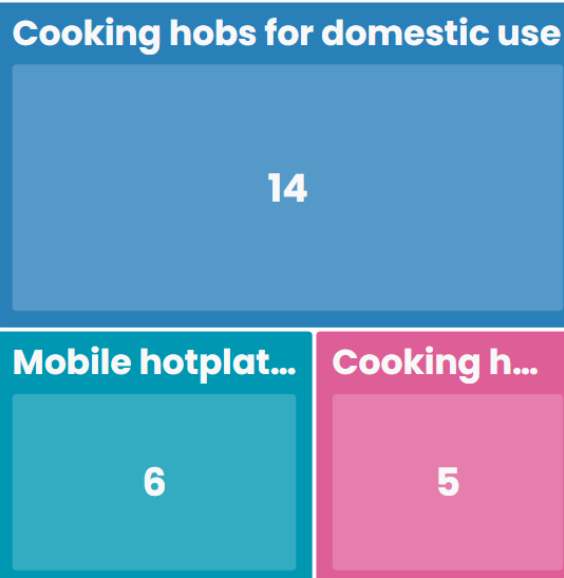 Cooking hobs for domestic use
14
Mobile hotplat...
6
Cooking h...
5